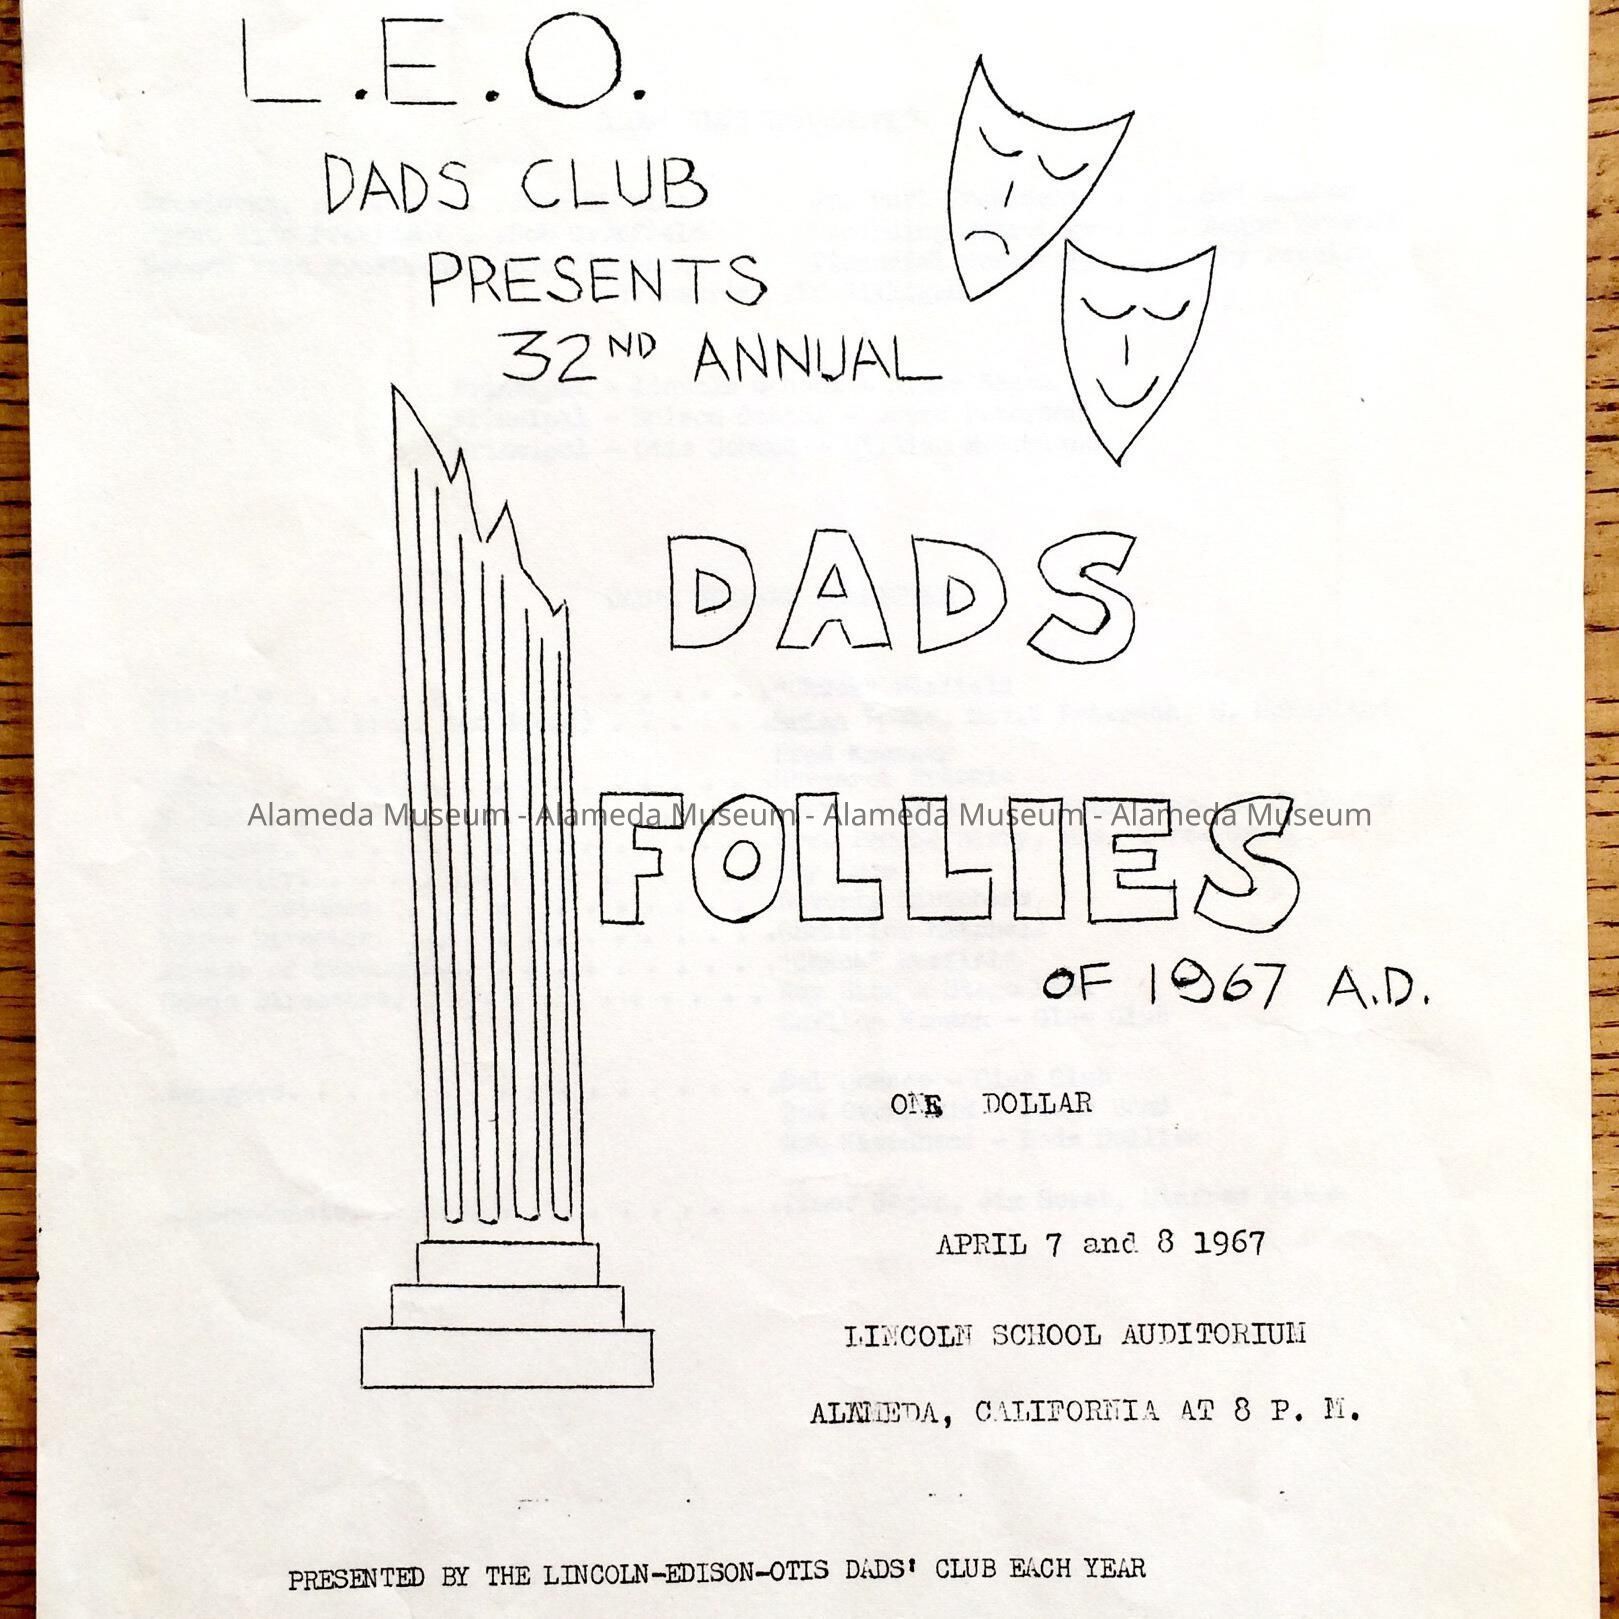 L.E.O.
DADS CLUB
PRESENTS
32ND ANNUAL
DADS
FOLLIES
Alameda Museum - Alameda Museum - Alameda Museum - Alameda Museum
OF 1967 A.D.
ONE DOLLAR
APRIL 7 and 8 1967
LINCOLN SCHOOL AUDITORIUM
ALAMEDA, CALIFORNIA AT 8 P. M.
PRESENTED BY THE LINCOLN-EDISON-OTIS DADS' CLUB EACH YEAR